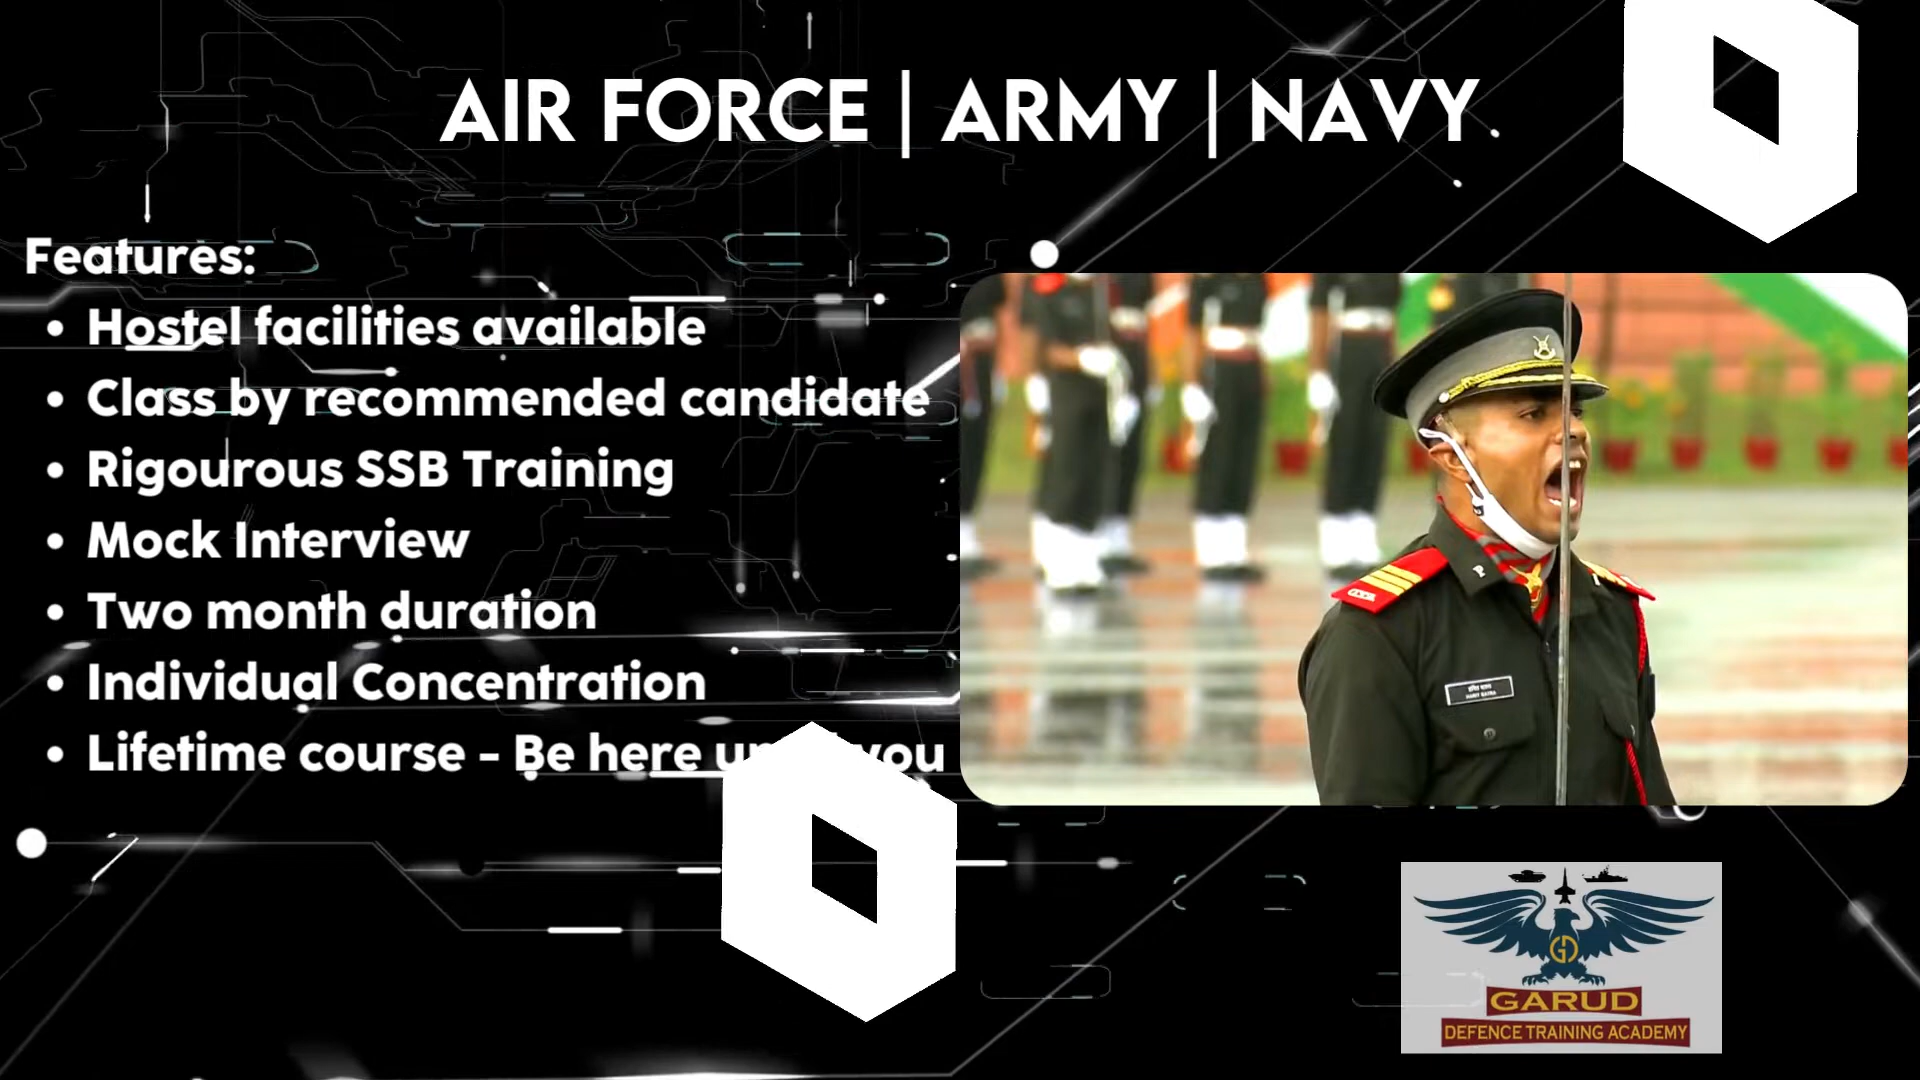 AIR FORCE | ARMY | NAVY
Features:
• Hostel facilities available
• Class by recommended candidate
• Rigourous SSB Training
• Mock Interview
• Two month duration
• Individual Concentration
• Lifetime course - Be here you
GARUD
DEFENCE TRAINING ACADEMY